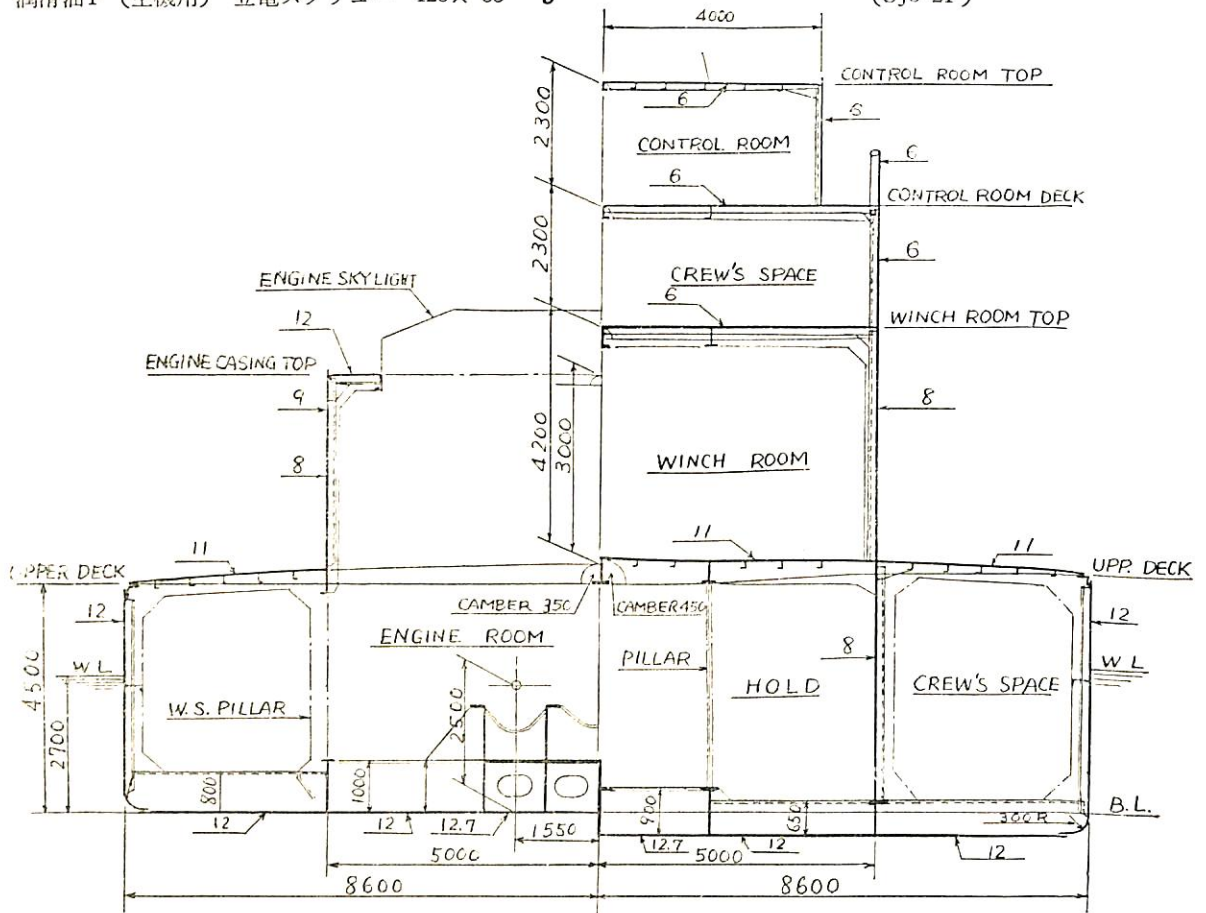 (Sjc-2P)
4000
CONTROL ROOM TOP
6
6
2300
CONTROL ROOM
6
6
CONTROL ROOM DECK
2300
6
ENGINE SKYLIGHT
CREW'S SPACE
6
12
WINCH ROOM TOP
ENGINE CASING TOP
9
8
4200
3000
8
WINCH ROOM
11
11
11
UPPER DECK
UPP. DECK
CAMBER 350
CAMBER 450
12
12
ENGINE ROOM
PILLAR
8
4500
W L
W L
2700
2500
W.S. PILLAR
HOLD
CREW'S SPACE
800
1000
900
650
B.L.
300R
12
12
12.7
1550
12.7
12
12
5000
5000
8600
8600